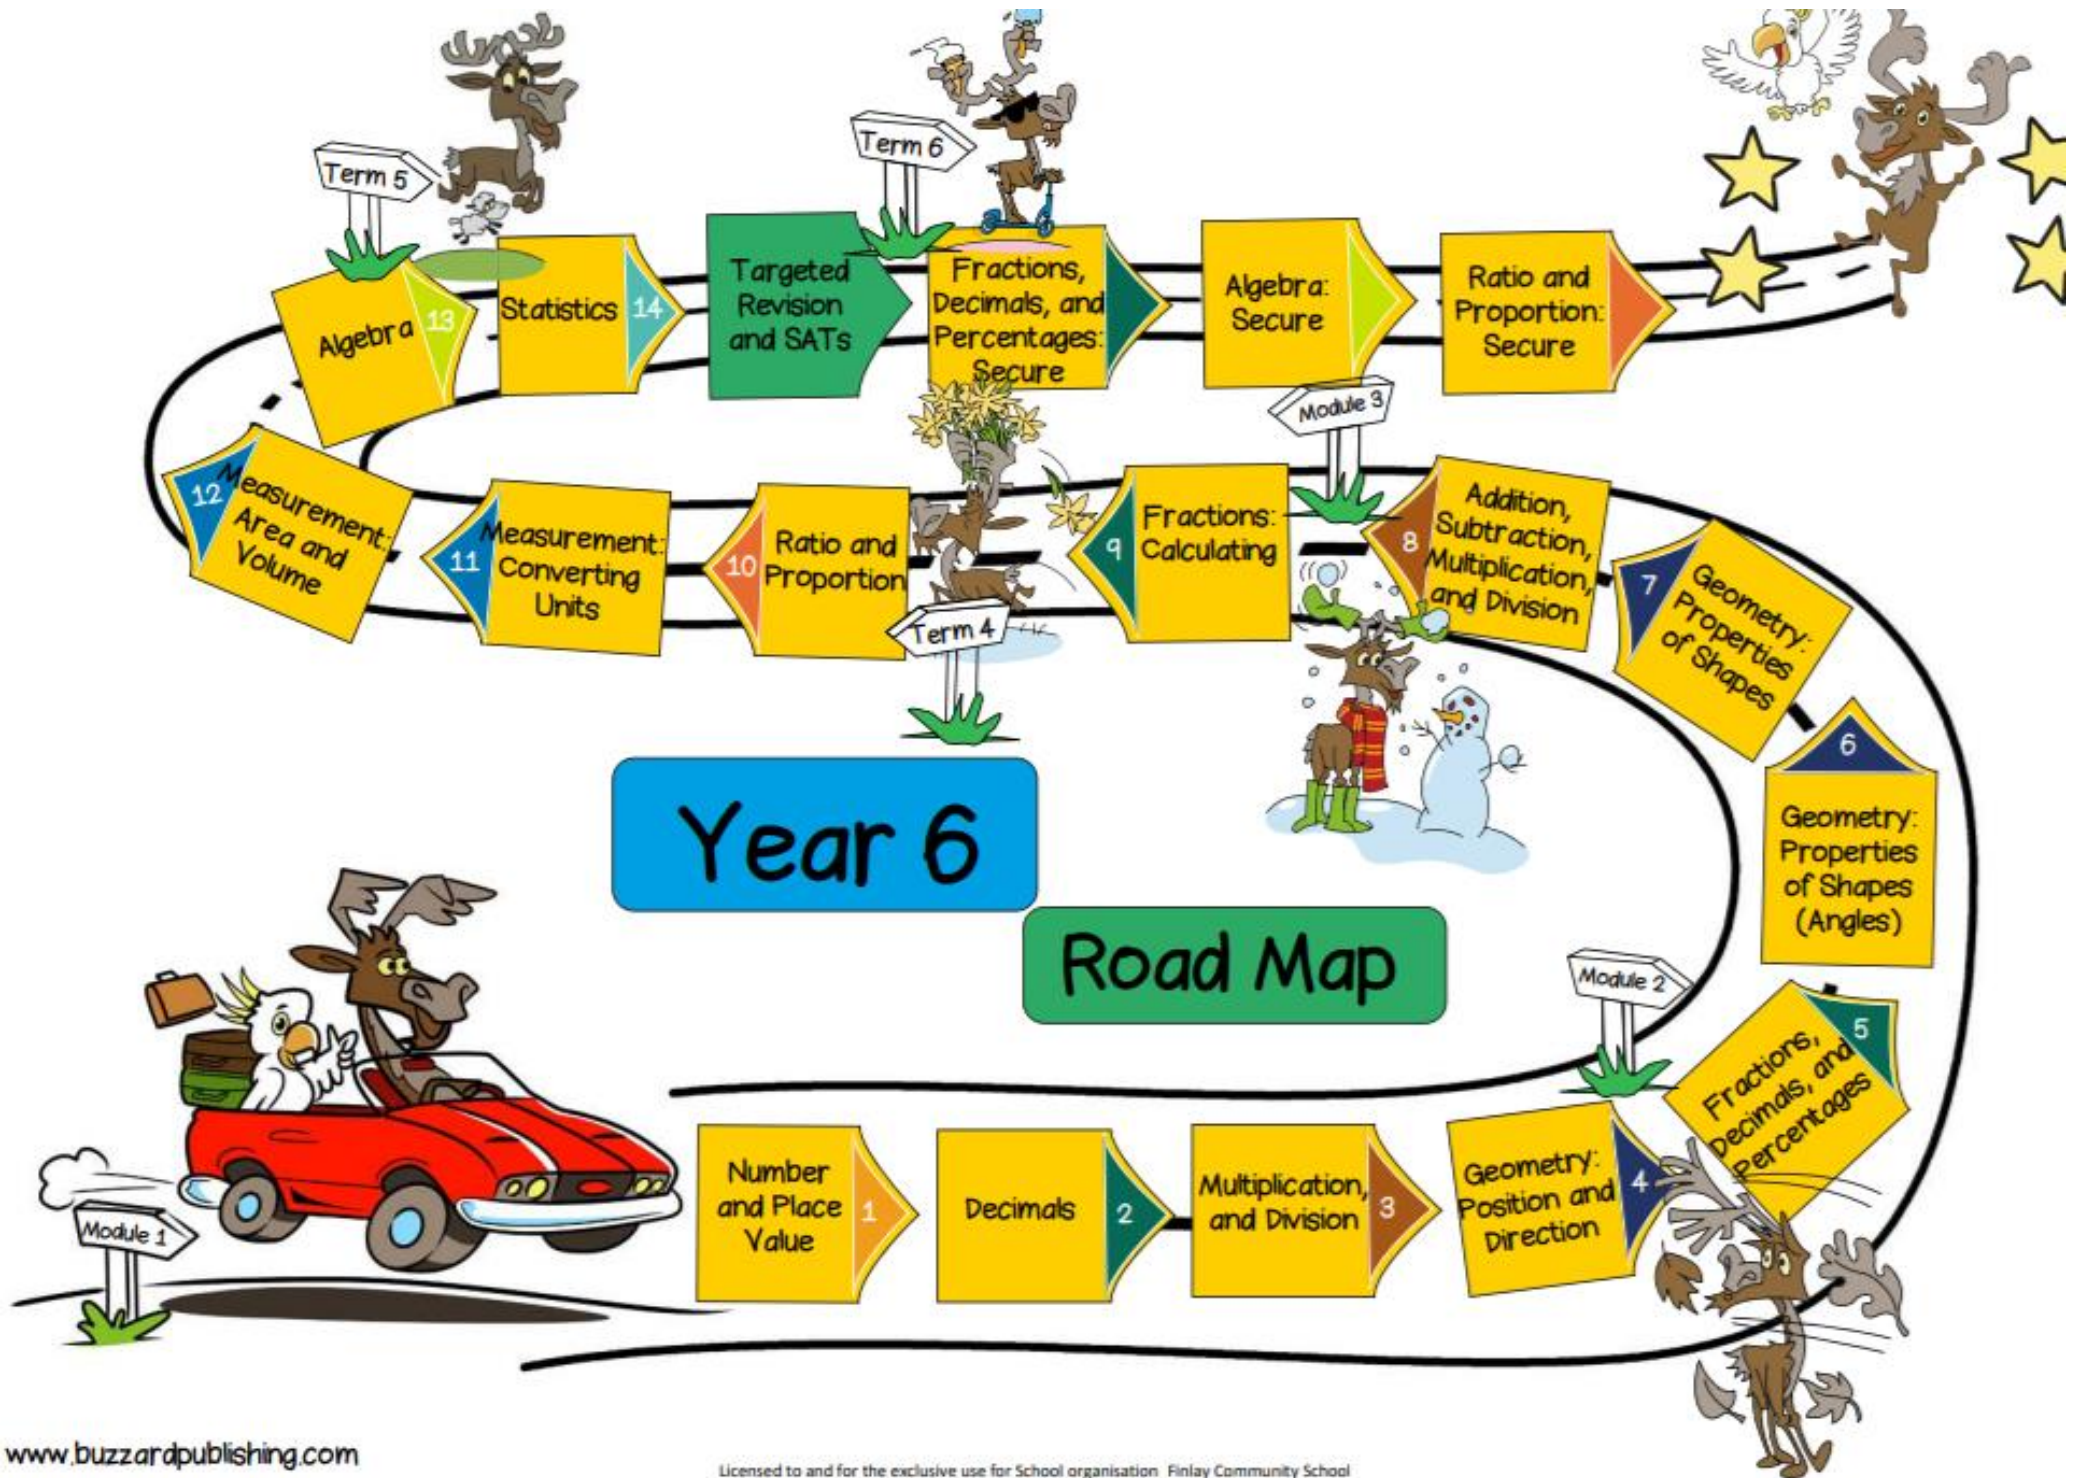 Year 6
Road Map
Module 1
Number
and Place
Value
1
Decimals
2
Multiplication,
and Division
3
Geometry:
Position and
Direction
4
Module 2
Fractions,
Decimals, and
Percentages
5
Geometry:
Properties
of Shapes
(Angles)
6
Geometry:
Properties
of Shapes
7
Addition,
Subtraction,
Multiplication,
and Division
8
Module 3
Fractions:
Calculating
9
Term 4
Ratio and
Proportion
10
Measurement:
Converting
Units
11
Measurement:
Area and
Volume
12
Term 5
Algebra
13
Statistics
14
Targeted
Revision
and SATs
Term 6
Fractions,
Decimals, and
Percentages:
Secure
Algebra:
Secure
Ratio and
Proportion:
Secure
www.buzzardpublishing.com
Licensed to and for the exclusive use for School organisation Finlay Community School